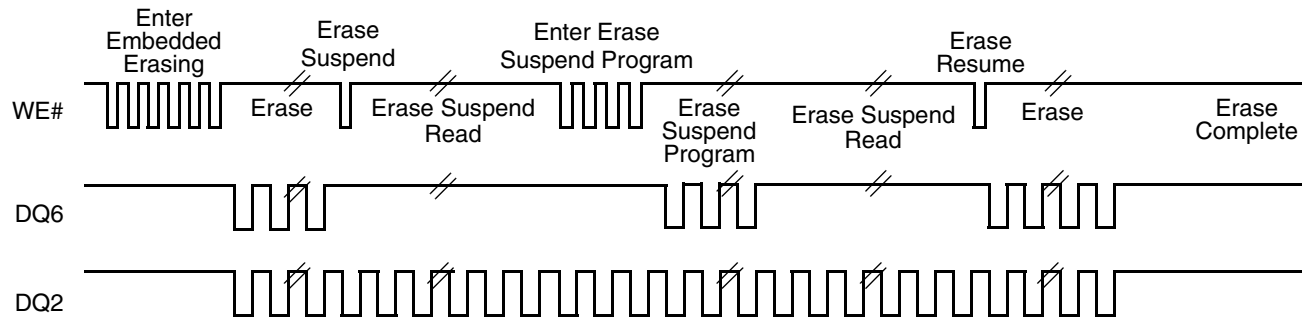 Enter
Embedded
Erasing
Erase
Suspend
Enter Erase
Suspend Program
Erase
Resume
WE#
Erase
Erase Suspend
Read
Erase
Suspend
Program
Erase Suspend
Read
Erase
Erase
Complete
DQ6
DQ2